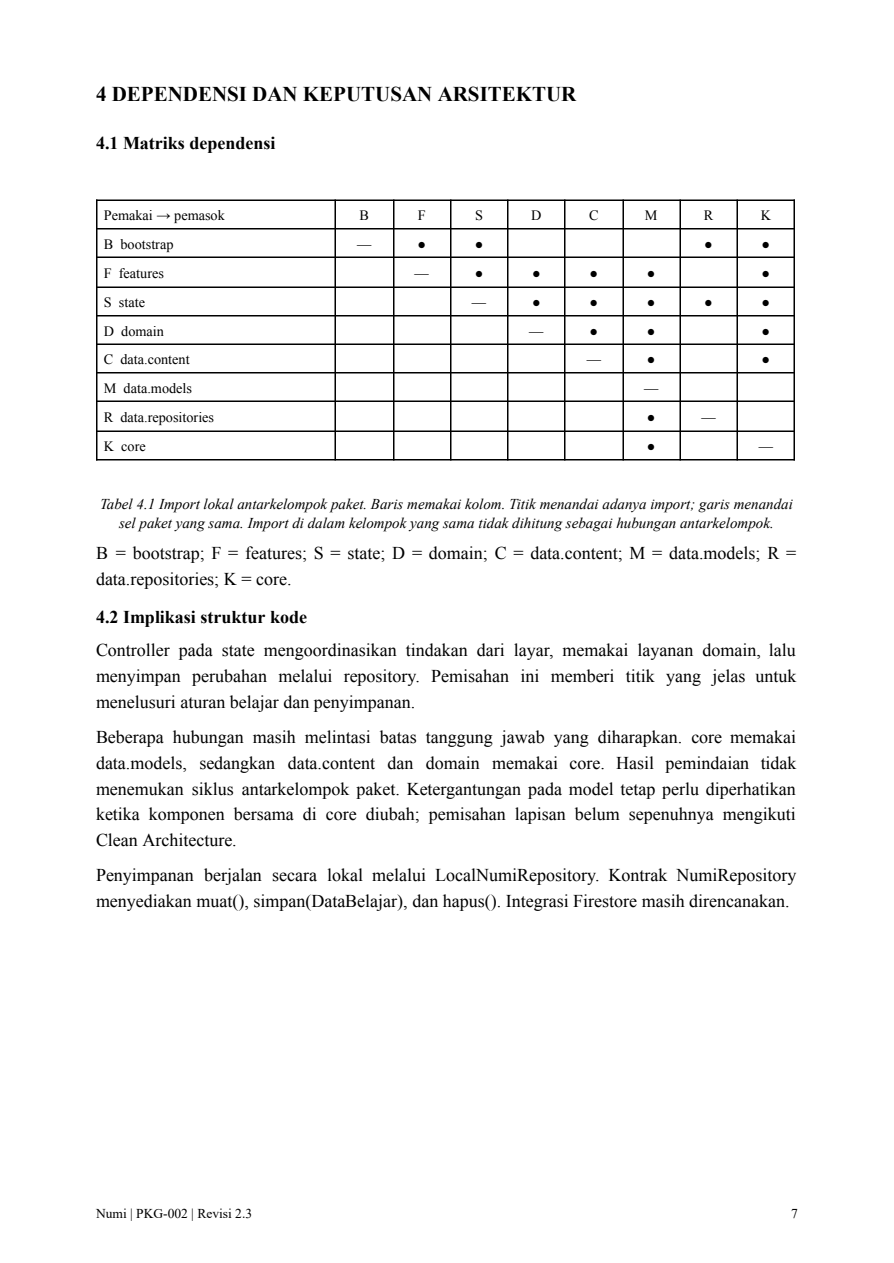 4 DEPENDENSI DAN KEPUTUSAN ARSITEKTUR
4.1 Matriks dependensi
Pemakai → pemasok B F S D C M R K
B bootstrap — ● ● ● ●
F features — ● ● ● ● ●
S state — ● ● ● ● ●
D domain — ● ● ●
C data.content — ● ●
M data.models —
R data.repositories ● —
K core ● —
Tabel 4.1 Import lokal antarkelompok paket. Baris memakai kolom. Titik menandai adanya import; garis menandai
sel paket yang sama. Import di dalam kelompok yang sama tidak dihitung sebagai hubungan antarkelompok.
B = bootstrap; F = features; S = state; D = domain; C = data.content; M = data.models; R =
data.repositories; K = core.
4.2 Implikasi struktur kode
Controller pada state mengoordinasikan tindakan dari layar, memakai layanan domain, lalu
menyimpan perubahan melalui repository. Pemisahan ini memberi titik yang jelas untuk
menelusuri aturan belajar dan penyimpanan.
Beberapa hubungan masih melintasi batas tanggung jawab yang diharapkan. core memakai
data.models, sedangkan data.content dan domain memakai core. Hasil pemindaian tidak
menemukan siklus antarkelompok paket. Ketergantungan pada model tetap perlu diperhatikan
ketika komponen bersama di core diubah; pemisahan lapisan belum sepenuhnya mengikuti
Clean Architecture.
Penyimpanan berjalan secara lokal melalui LocalNumiRepository. Kontrak NumiRepository
menyediakan muat(), simpan(DataBelajar), dan hapus(). Integrasi Firestore masih direncanakan.
Numi | PKG-002 | Revisi 2.3 7